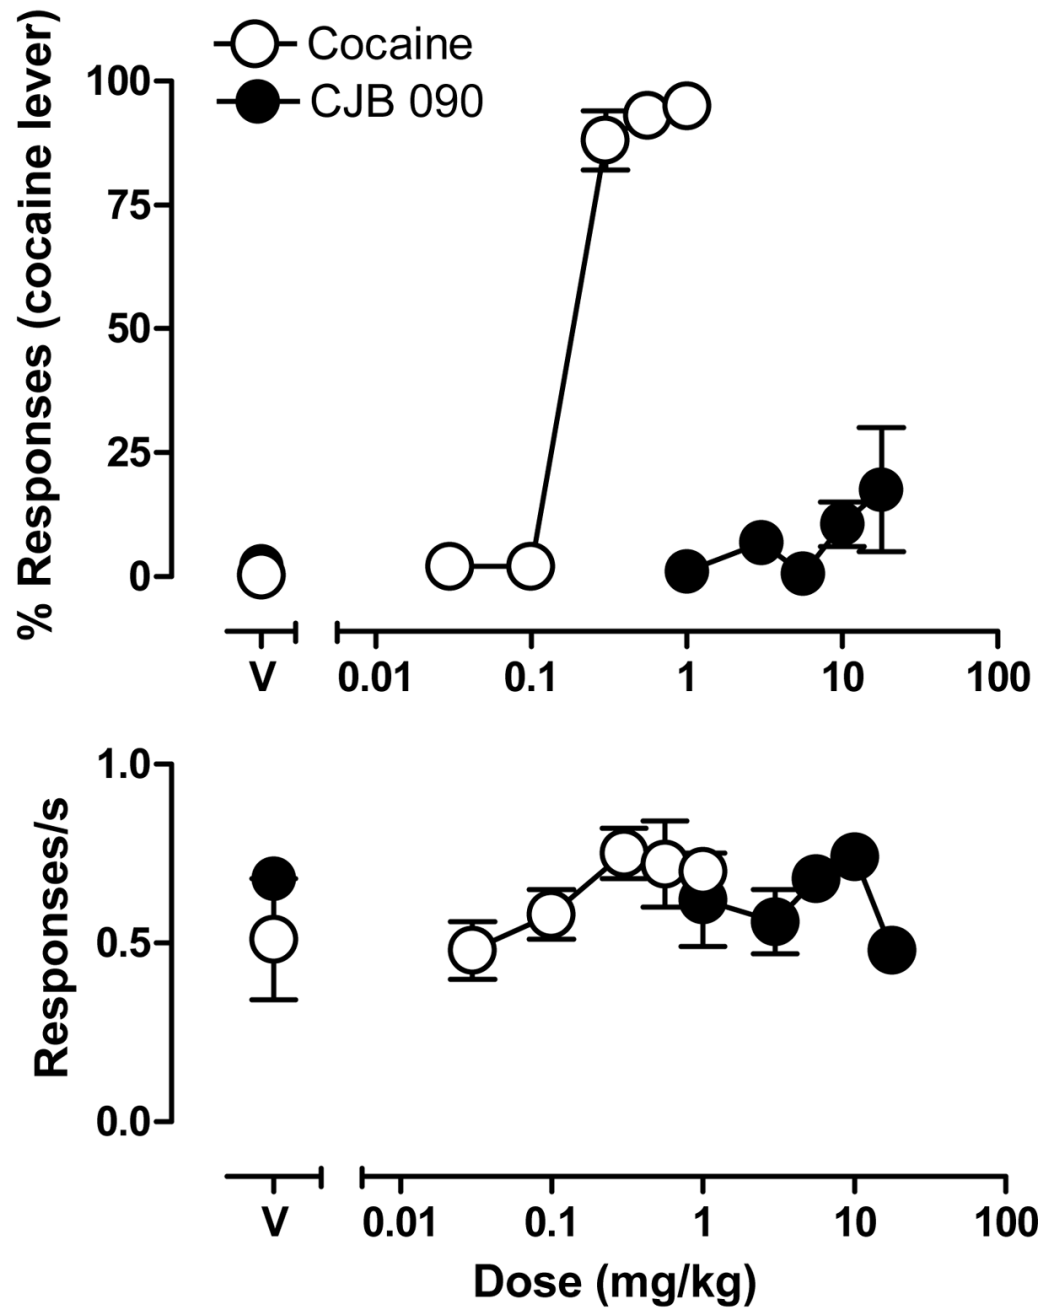 Cocaine
CJB 090
% Responses (cocaine lever)
100
75
50
25
0
V 0.01 0.1 1 10 100
Responses/s
1.0
0.5
0.0
V 0.01 0.1 1 10 100
Dose (mg/kg)